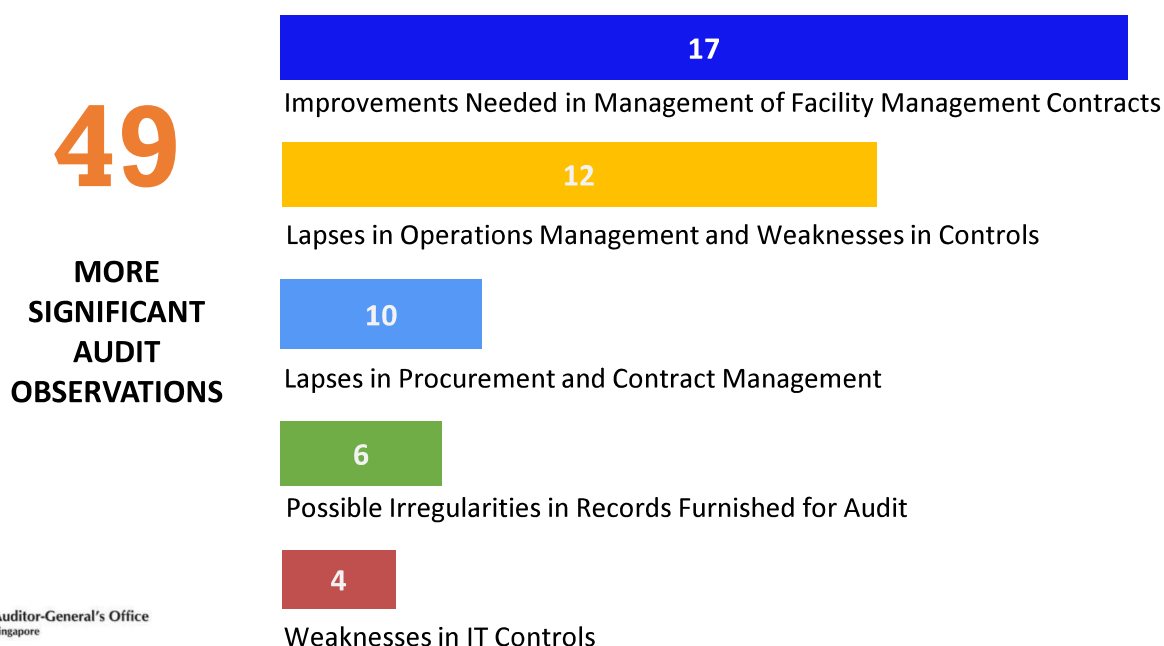 17
Improvements Needed in Management of Facility Management Contracts
49
12
Lapses in Operations Management and Weaknesses in Controls
MORE
SIGNIFICANT
AUDIT
OBSERVATIONS
10
Lapses in Procurement and Contract Management
6
Possible Irregularities in Records Furnished for Audit
4
Weaknesses in IT Controls
uditor-General's Office
ingapore